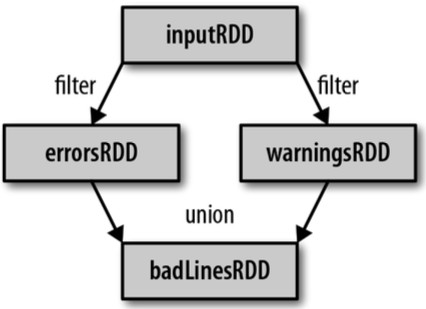 inputRDD
filter
filter
errorsRDD
warningsRDD
union
badLinesRDD